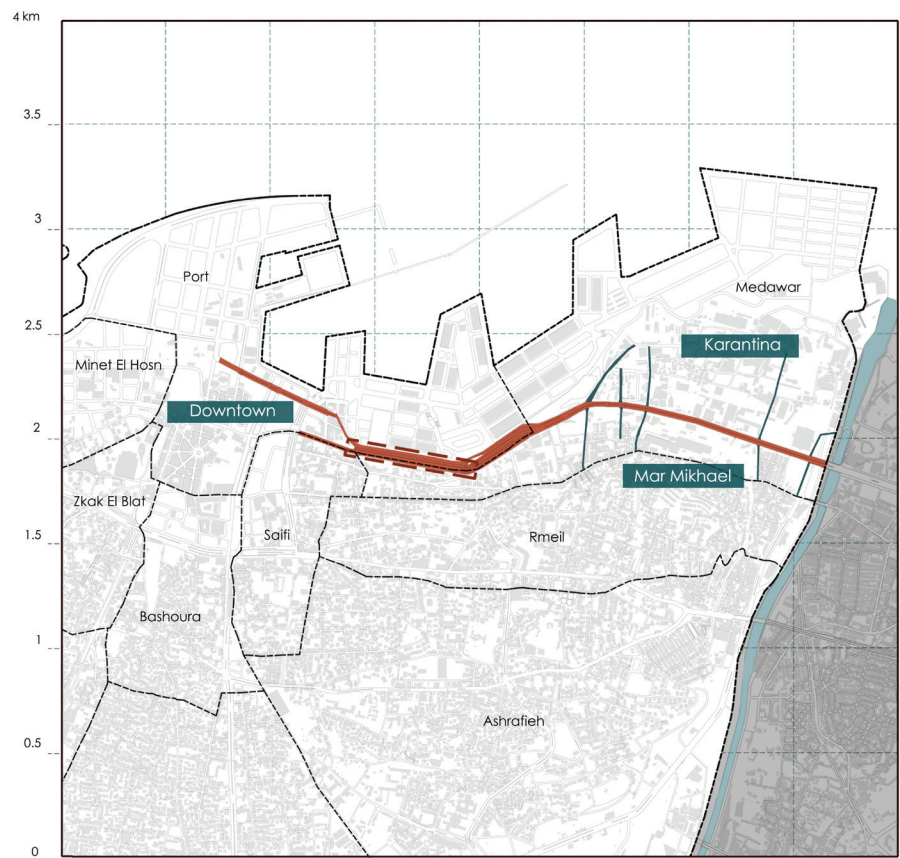 4 km
3.5
3
Port
Medawar
2.5
Karantina
Minet El Hosn
Downtown
2
Mar Mikhael
Zkak El Blat
1.5
Saifi
Rmeil
Bashoura
1
Ashrafieh
0.5
0